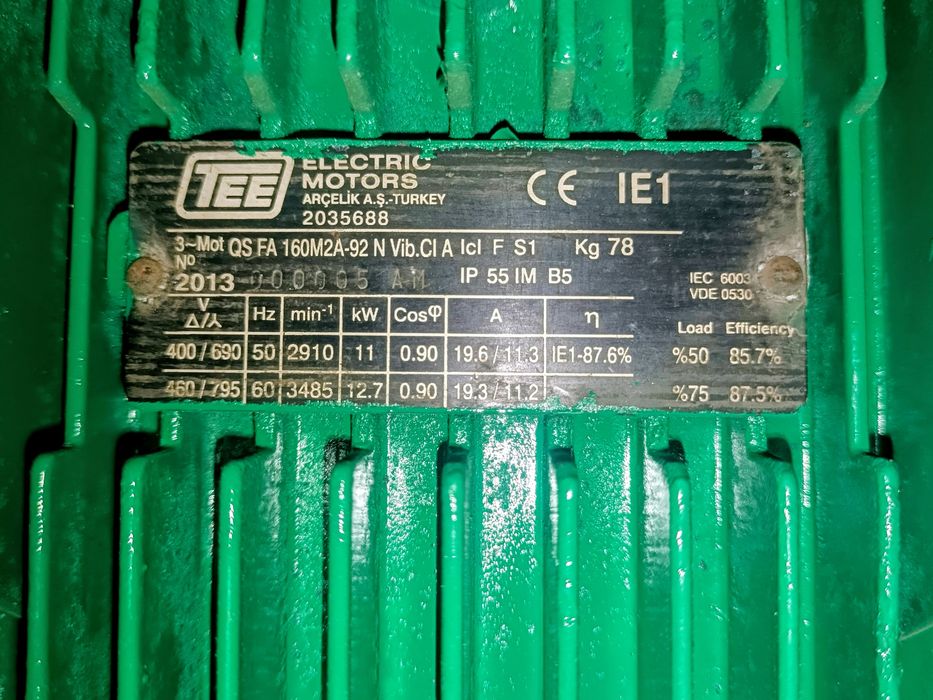 TEE
ELECTRIC
MOTORS
ARÇELİK A.Ş.-TURKEY
2035688
CE IE1
3~Mot QS FA 160M2A-92 N Vib.Cl A Icl F S1 Kg 78
No
2013 000005 AM IP 55 IM B5
IEC 6003
VDE 0530
V Δ/⅄ Hz min⁻¹ kW Cosφ A η
400 / 690 50 2910 11 0.90 19.6 / 11.3 IE1-87.6%
460 / 795 60 3485 12.7 0.90 19.3 / 11.2
Load Efficiency
%50 85.7%
%75 87.5%